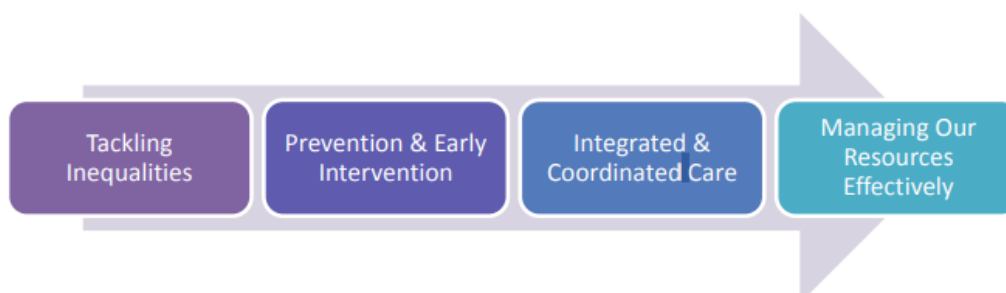 Tackling
Inequalities
Prevention & Early
Intervention
Integrated &
Coordinated Care
Managing Our
Resources
Effectively